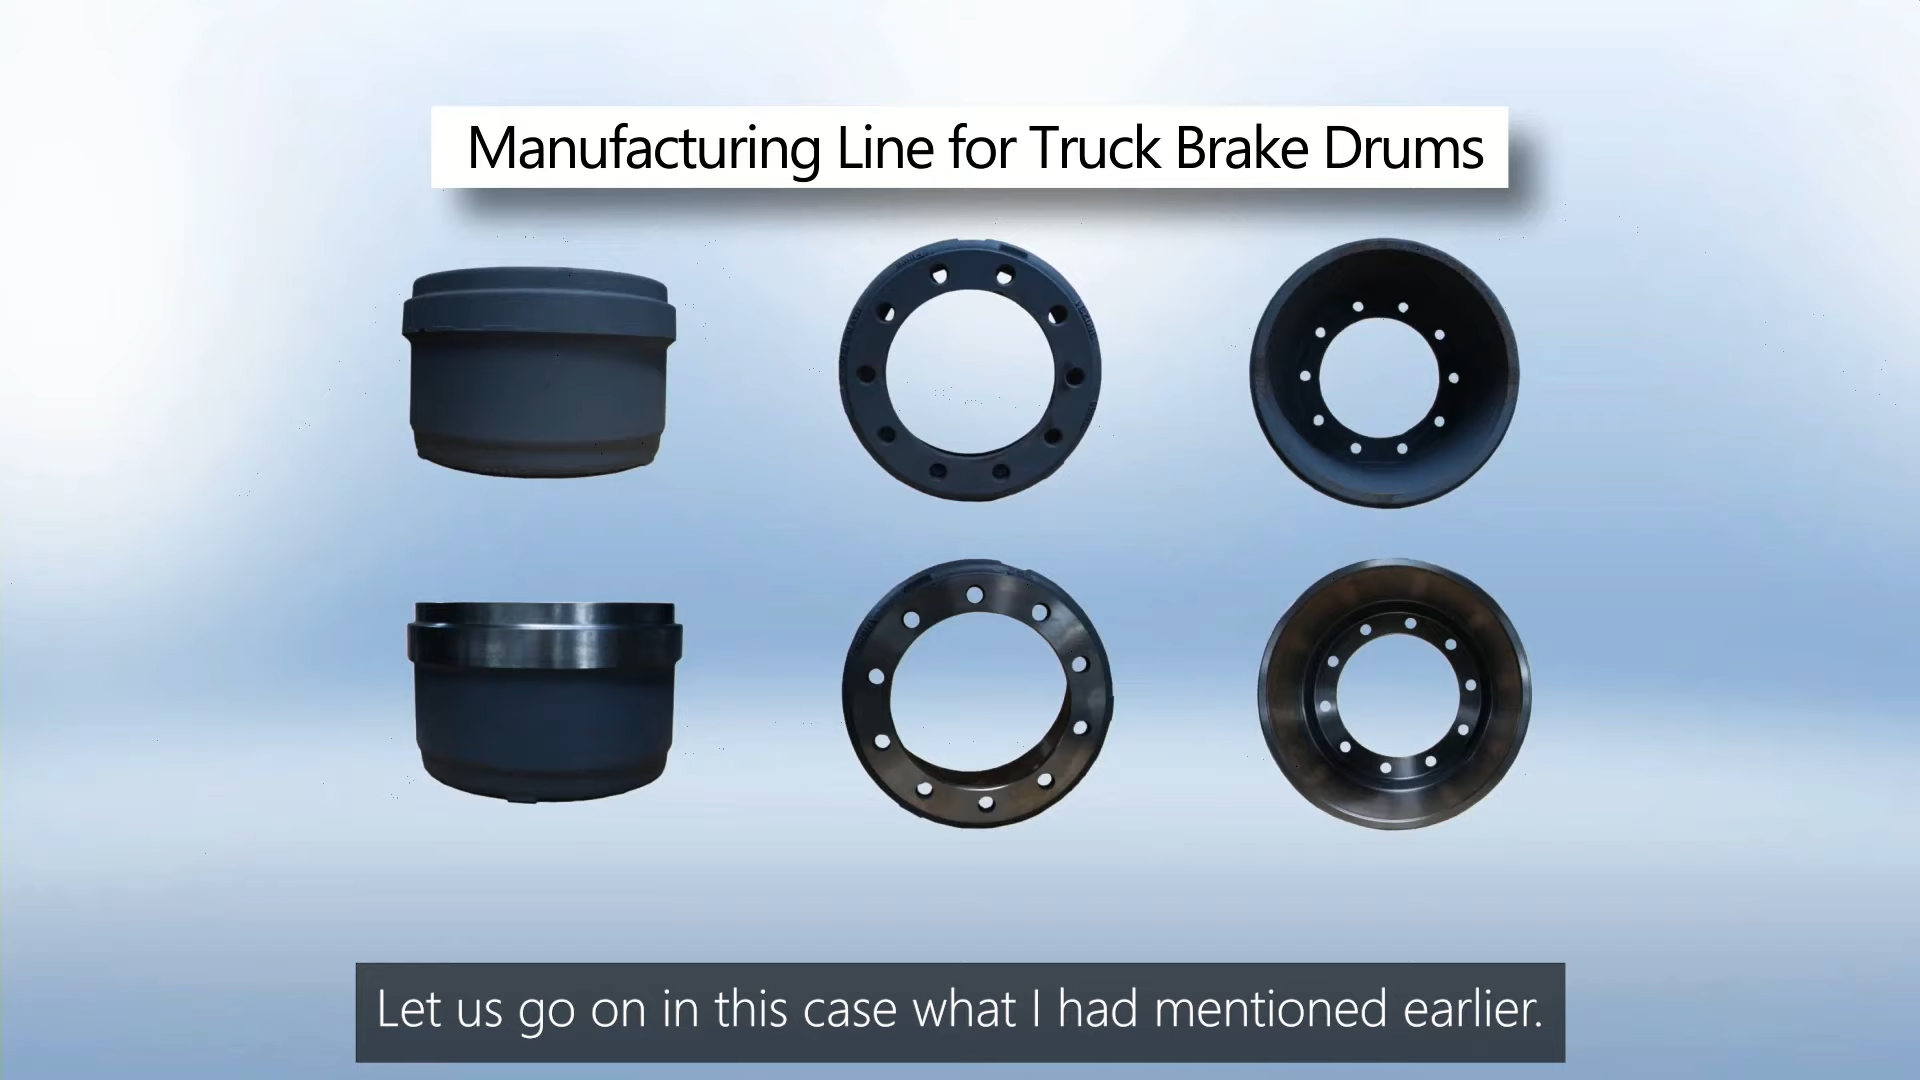 Manufacturing Line for Truck Brake Drums
Let us go on in this case what I had mentioned earlier.